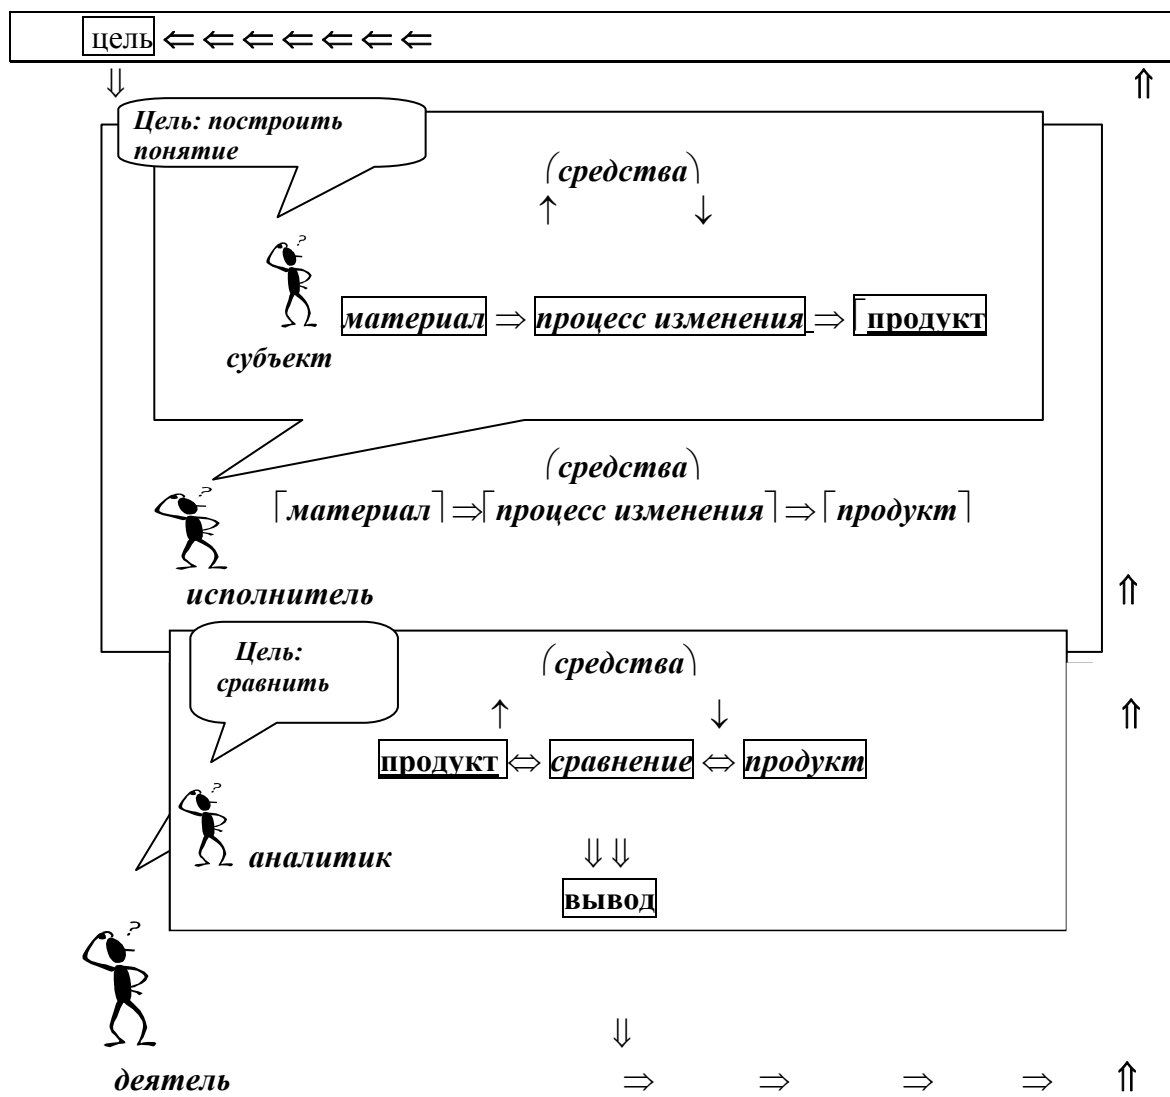 цель ⇐ ⇐ ⇐ ⇐ ⇐ ⇐ ⇐
⇓ ⇑
Цель: построить
понятие
(средства)
↑ ↓
?
материал ⇒ процесс изменения ⇒ ⌈ продукт
субъект
(средства)
?
⌈материал⌉⇒⌈процесс изменения⌉⇒⌈продукт⌉
исполнитель ⇑
Цель:
сравнить
(средства)
↑ ↓ ⇑
продукт ⇔ сравнение ⇔ продукт
?
аналитик ⇓⇓
вывод
?
⇓
деятель ⇒ ⇒ ⇒ ⇒ ⇑